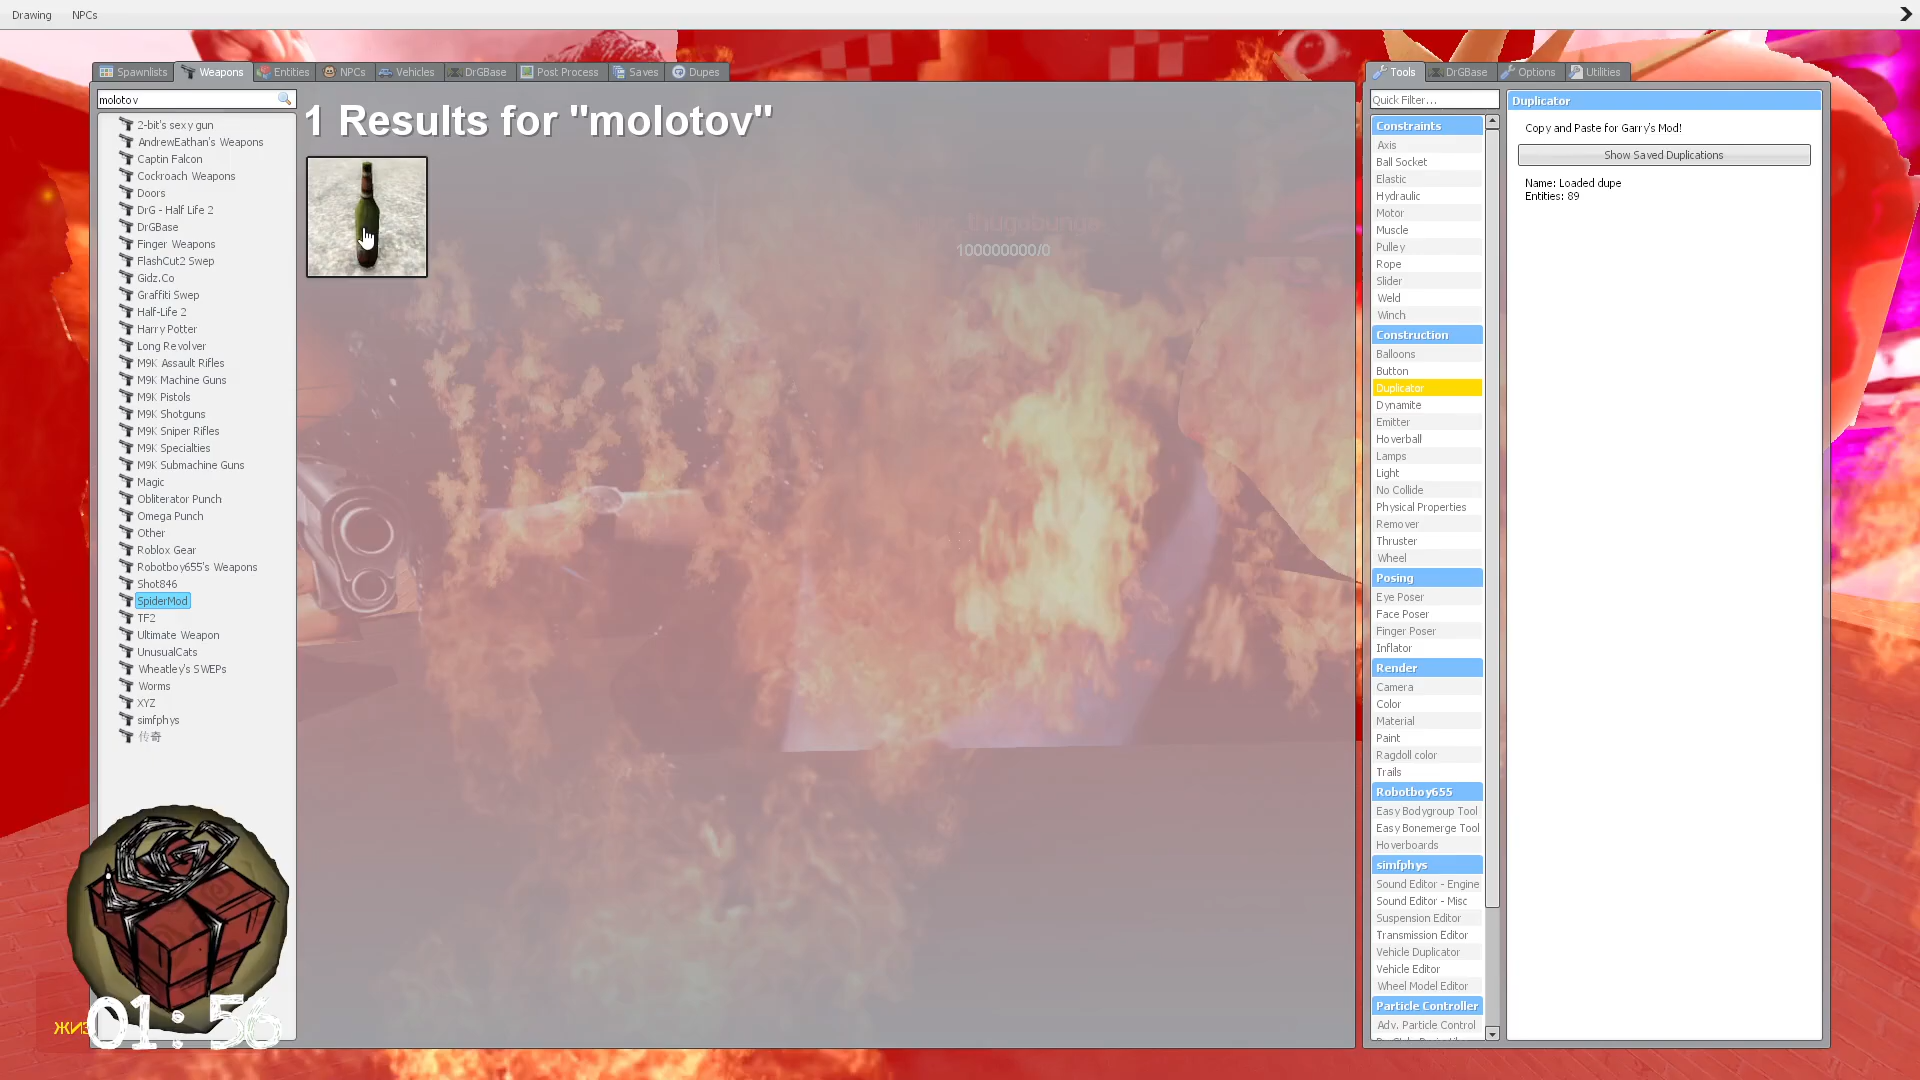 Drawing NPCs
Spawnlists Weapons Entities NPCs Vehicles DrGBase Post Process Saves Dupes
molotov
2-bit's sexy gun
AndrewEathan's Weapons
Captin Falcon
Cockroach Weapons
Doors
DrG - Half Life 2
DrGBase
Finger Weapons
FlashCut2 Swep
Gidz.Co
Graffiti Swep
Half-Life 2
Harry Potter
Long Revolver
M9K Assault Rifles
M9K Machine Guns
M9K Pistols
M9K Shotguns
M9K Sniper Rifles
M9K Specialties
M9K Submachine Guns
Magic
Obliterator Punch
Omega Punch
Other
Roblox Gear
Robotboy655's Weapons
Shot846
SpiderMod
TF2
Ultimate Weapon
UnusualCats
Wheatley's SWEPs
Worms
XYZ
simfphys
传奇
1 Results for "molotov"
100000000/0
01:56
Tools DrGBase Options Utilities
Quick Filter...
Constraints
Axis
Ball Socket
Elastic
Hydraulic
Motor
Muscle
Pulley
Rope
Slider
Weld
Winch
Construction
Balloons
Button
Duplicator
Dynamite
Emitter
Hoverball
Lamps
Light
No Collide
Physical Properties
Remover
Thruster
Wheel
Posing
Eye Poser
Face Poser
Finger Poser
Inflator
Render
Camera
Color
Material
Paint
Ragdoll color
Trails
Robotboy655
Easy Bodygroup Tool
Easy Bonemerge Tool
Hoverboards
simfphys
Sound Editor - Engine
Sound Editor - Misc
Suspension Editor
Transmission Editor
Vehicle Duplicator
Vehicle Editor
Wheel Model Editor
Particle Controller
Adv. Particle Control
Duplicator
Copy and Paste for Garry's Mod!
Show Saved Duplications
Name: Loaded dupe
Entities: 89